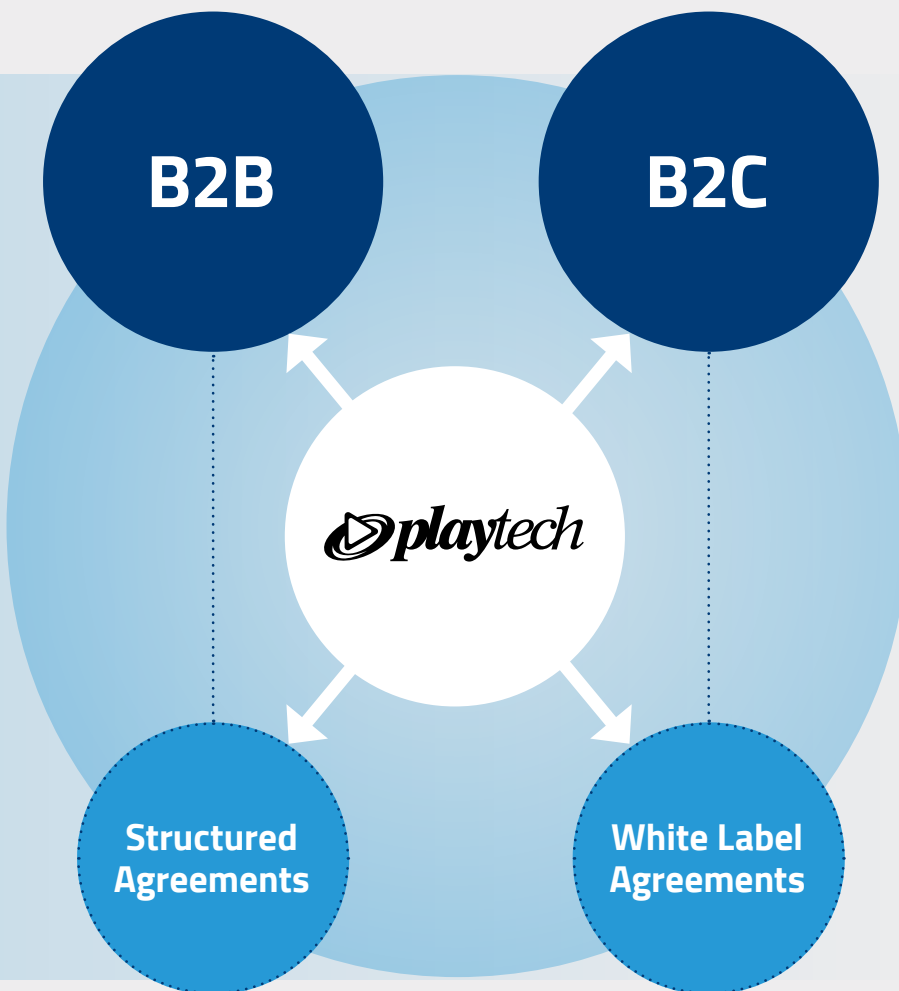 B2B
B2C
playtech
Structured
Agreements
White Label
Agreements